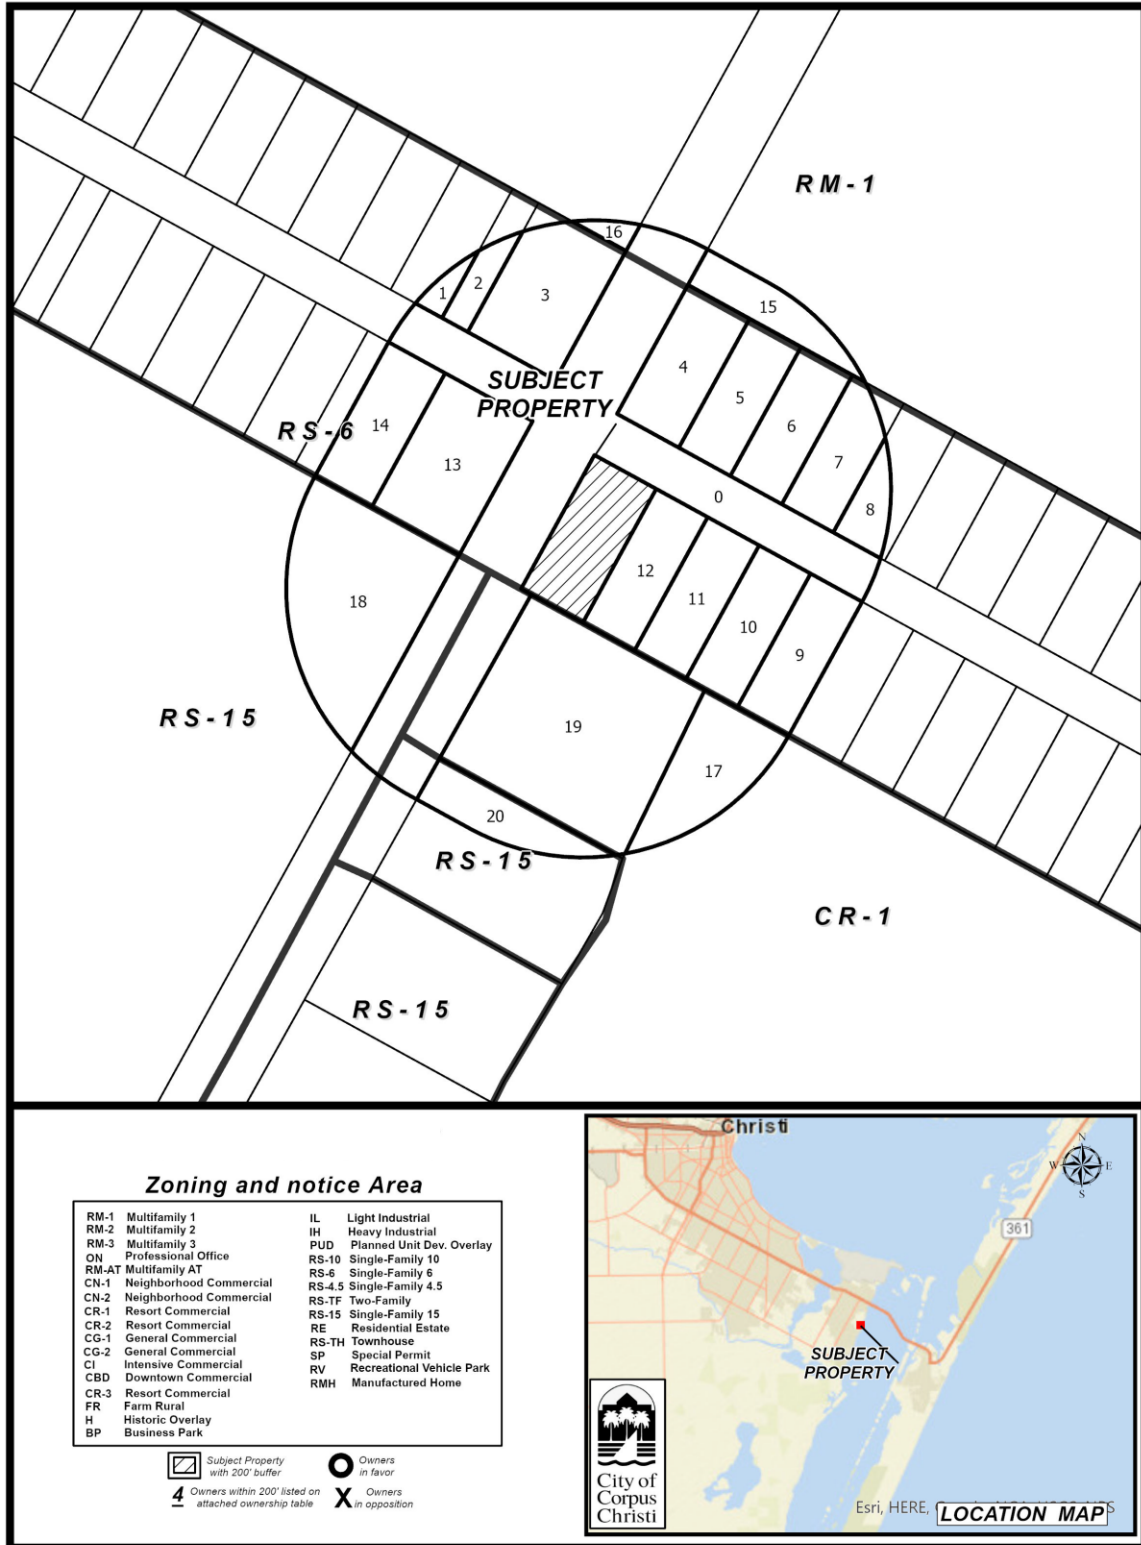 RM-1
16
1
2
3
15
4
5
6
7
8
SUBJECT
PROPERTY
RS-6
14
13
0
12
11
10
9
18
RS-15
19
17
20
RS-15
CR-1
RS-15
Zoning and notice Area
RM-1 Multifamily 1
RM-2 Multifamily 2
RM-3 Multifamily 3
ON Professional Office
RM-AT Multifamily AT
CN-1 Neighborhood Commercial
CN-2 Neighborhood Commercial
CR-1 Resort Commercial
CR-2 Resort Commercial
CG-1 General Commercial
CG-2 General Commercial
CI Intensive Commercial
CBD Downtown Commercial
CR-3 Resort Commercial
FR Farm Rural
H Historic Overlay
BP Business Park
IL Light Industrial
IH Heavy Industrial
PUD Planned Unit Dev. Overlay
RS-10 Single-Family 10
RS-6 Single-Family 6
RS-4.5 Single-Family 4.5
RS-TF Two-Family
RS-15 Single-Family 15
RE Residential Estate
RS-TH Townhouse
SP Special Permit
RV Recreational Vehicle Park
RMH Manufactured Home
Subject Property
with 200' buffer
Owners
in favor
4 Owners within 200' listed on
attached ownership table
X Owners
in opposition
Christi
N
W E
S
361
SUBJECT
PROPERTY
City of
Corpus
Christi
Esri, HERE,
LOCATION MAP